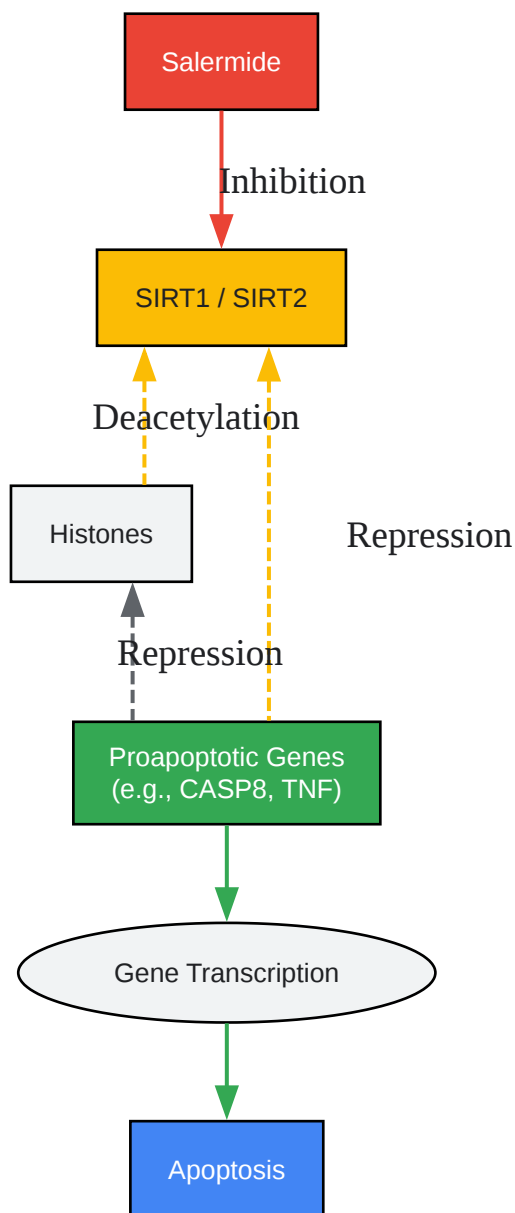 Salermide
Inhibition
SIRT1 / SIRT2
Deacetylation
Histones
Repression
Repression
Proapoptotic Genes
(e.g., CASP8, TNF)
Gene Transcription
Apoptosis